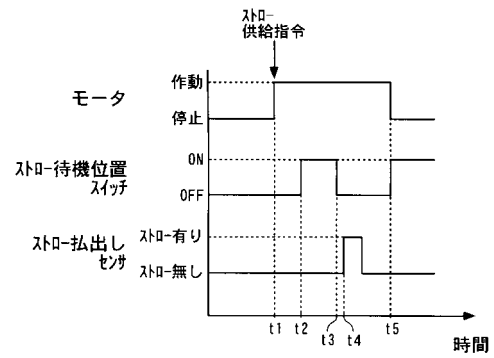 ストロー
供給指令
モータ
作動
停止
ストロー待機位置
スイッチ
ON
OFF
ストロー払出し
センサ
ストロー有り
ストロー無し
t1 t2 t3 t4 t5
時間